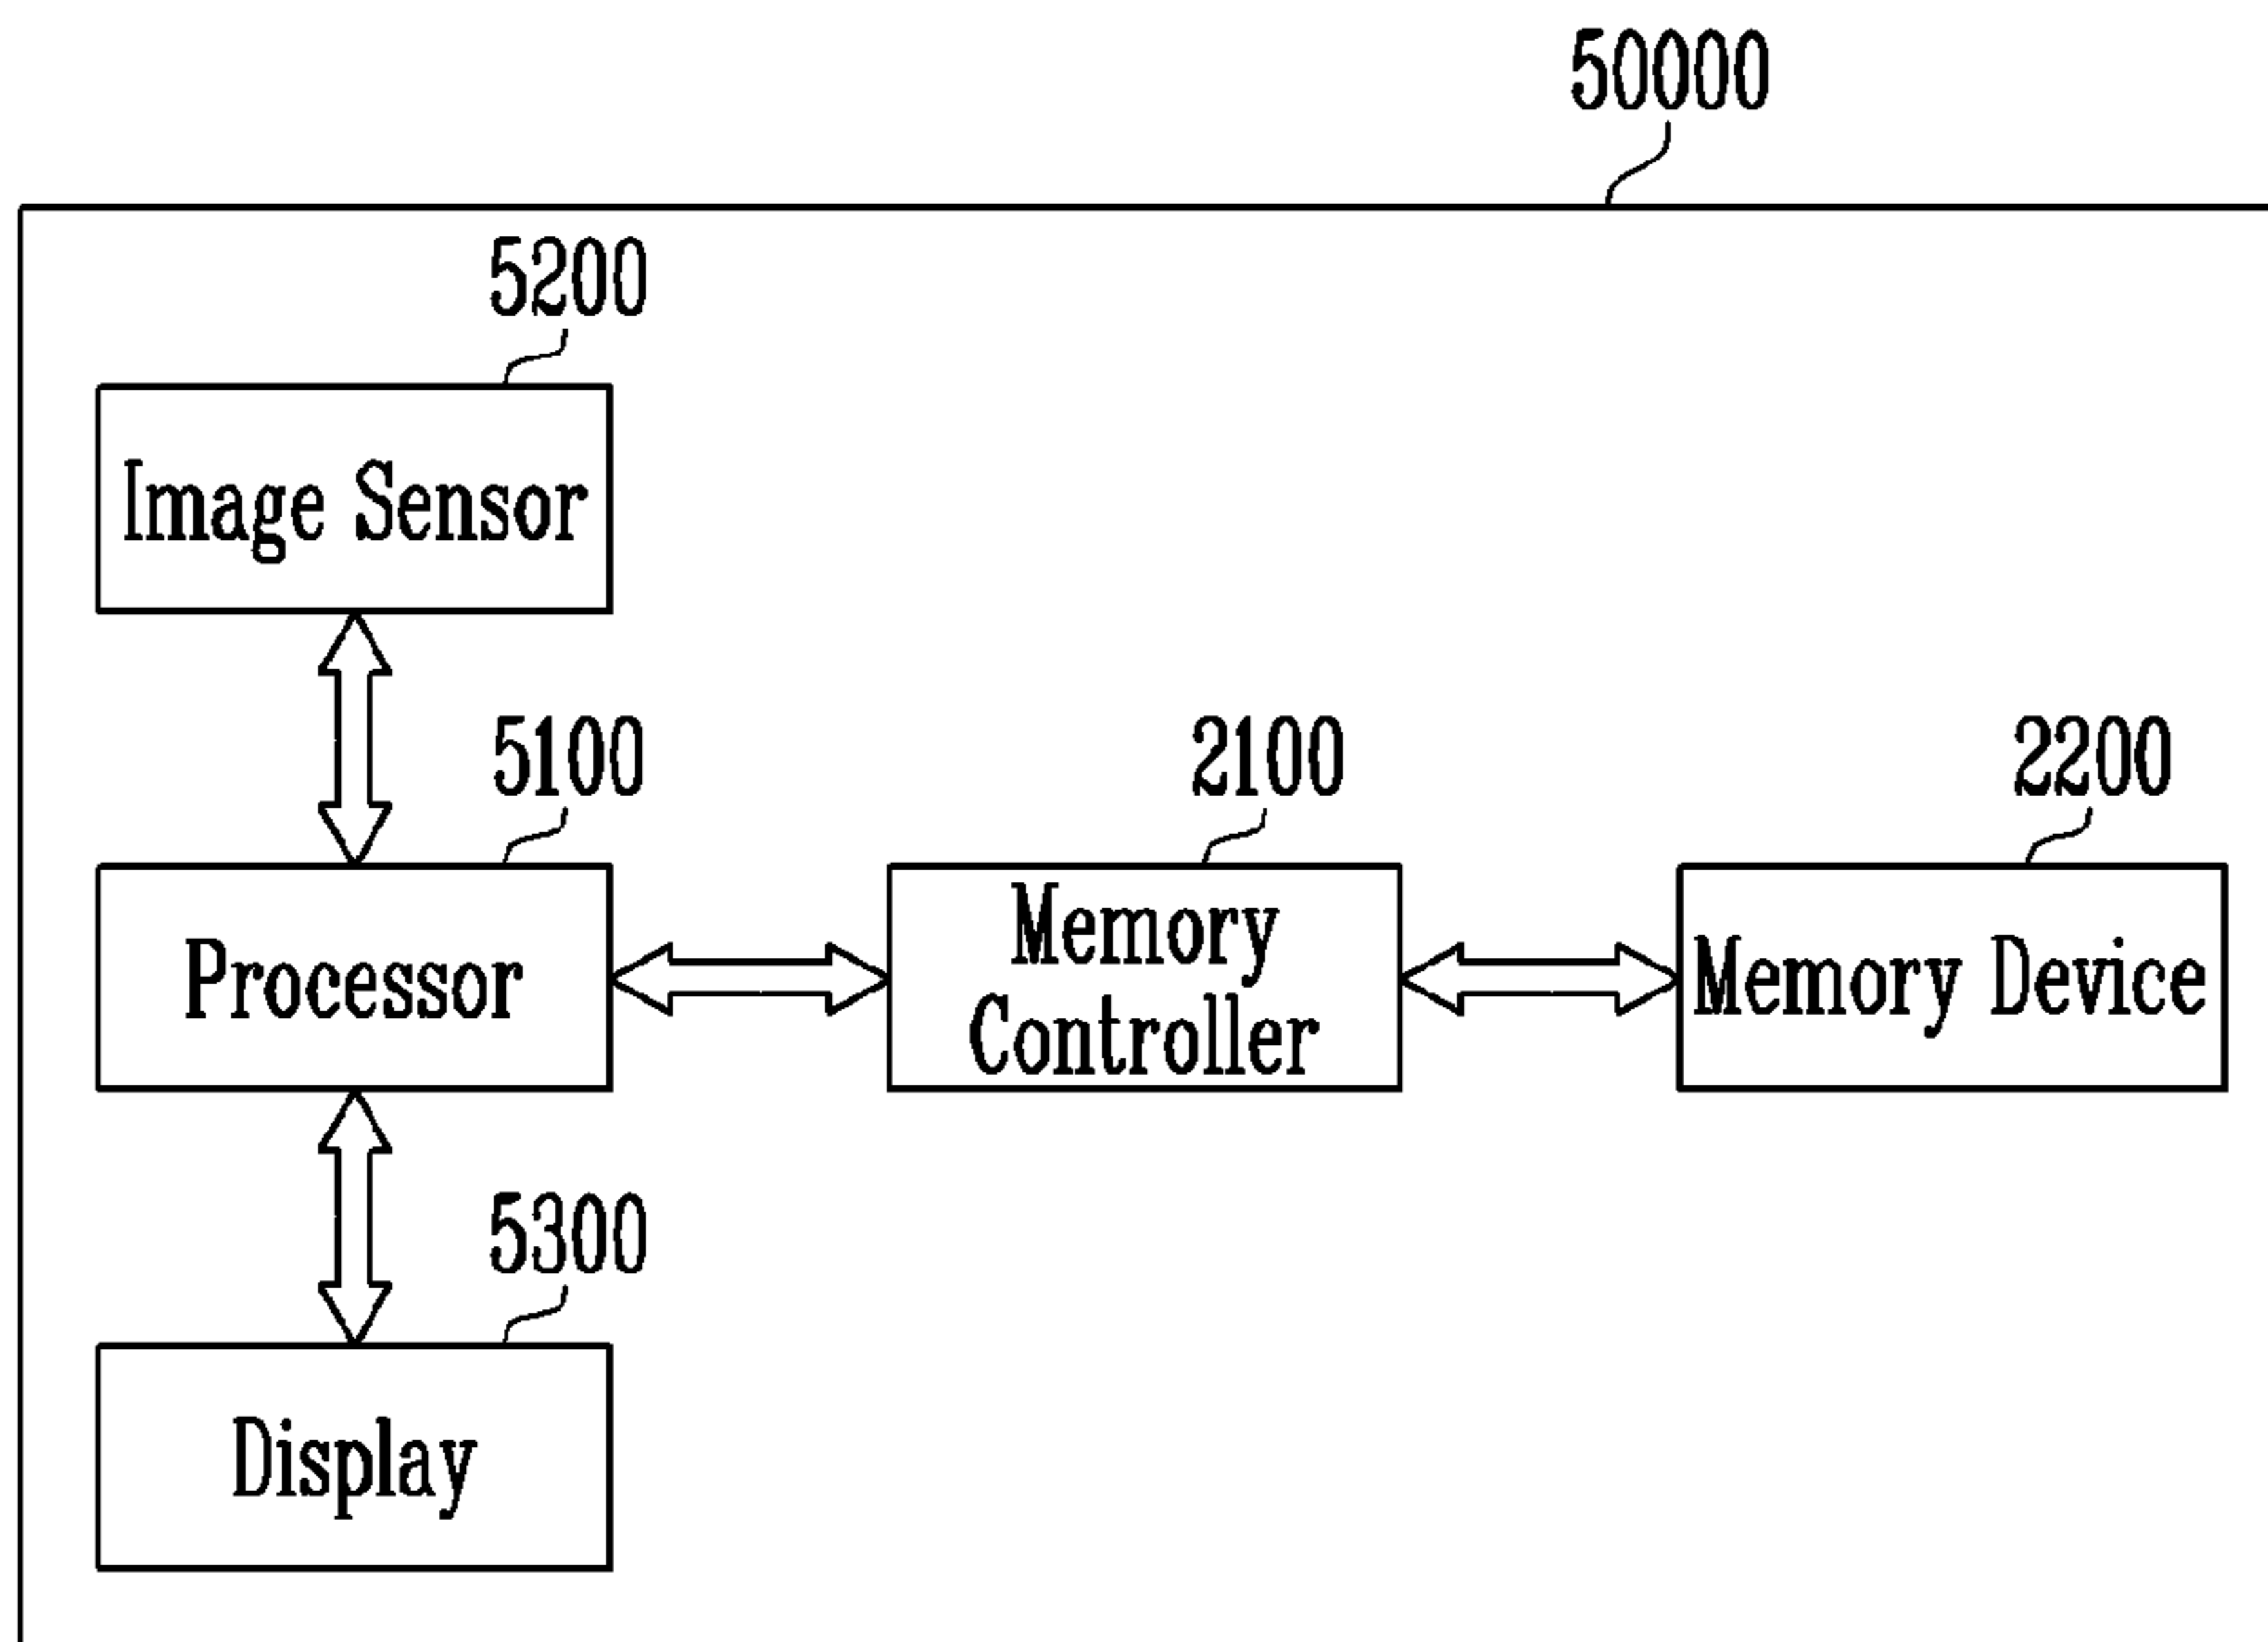 50000
5200
Image Sensor
5100
2100
2200
Processor
Memory
Controller
Memory Device
5300
Display